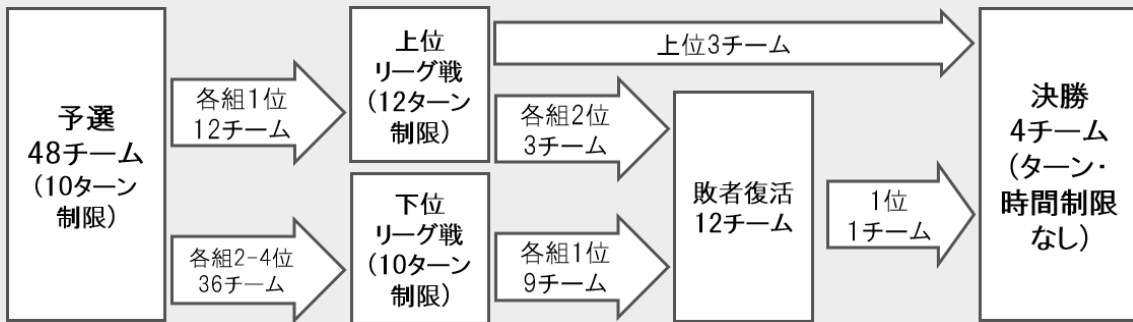 予選
48チーム
(10ターン
制限)
各組1位
12チーム
各組2-4位
36チーム
上位
リーグ戦
(12ターン
制限)
下位
リーグ戦
(10ターン
制限)
上位3チーム
各組2位
3チーム
各組1位
9チーム
敗者復活
12チーム
1位
1チーム
決勝
4チーム
(ターン・
時間制限
なし)